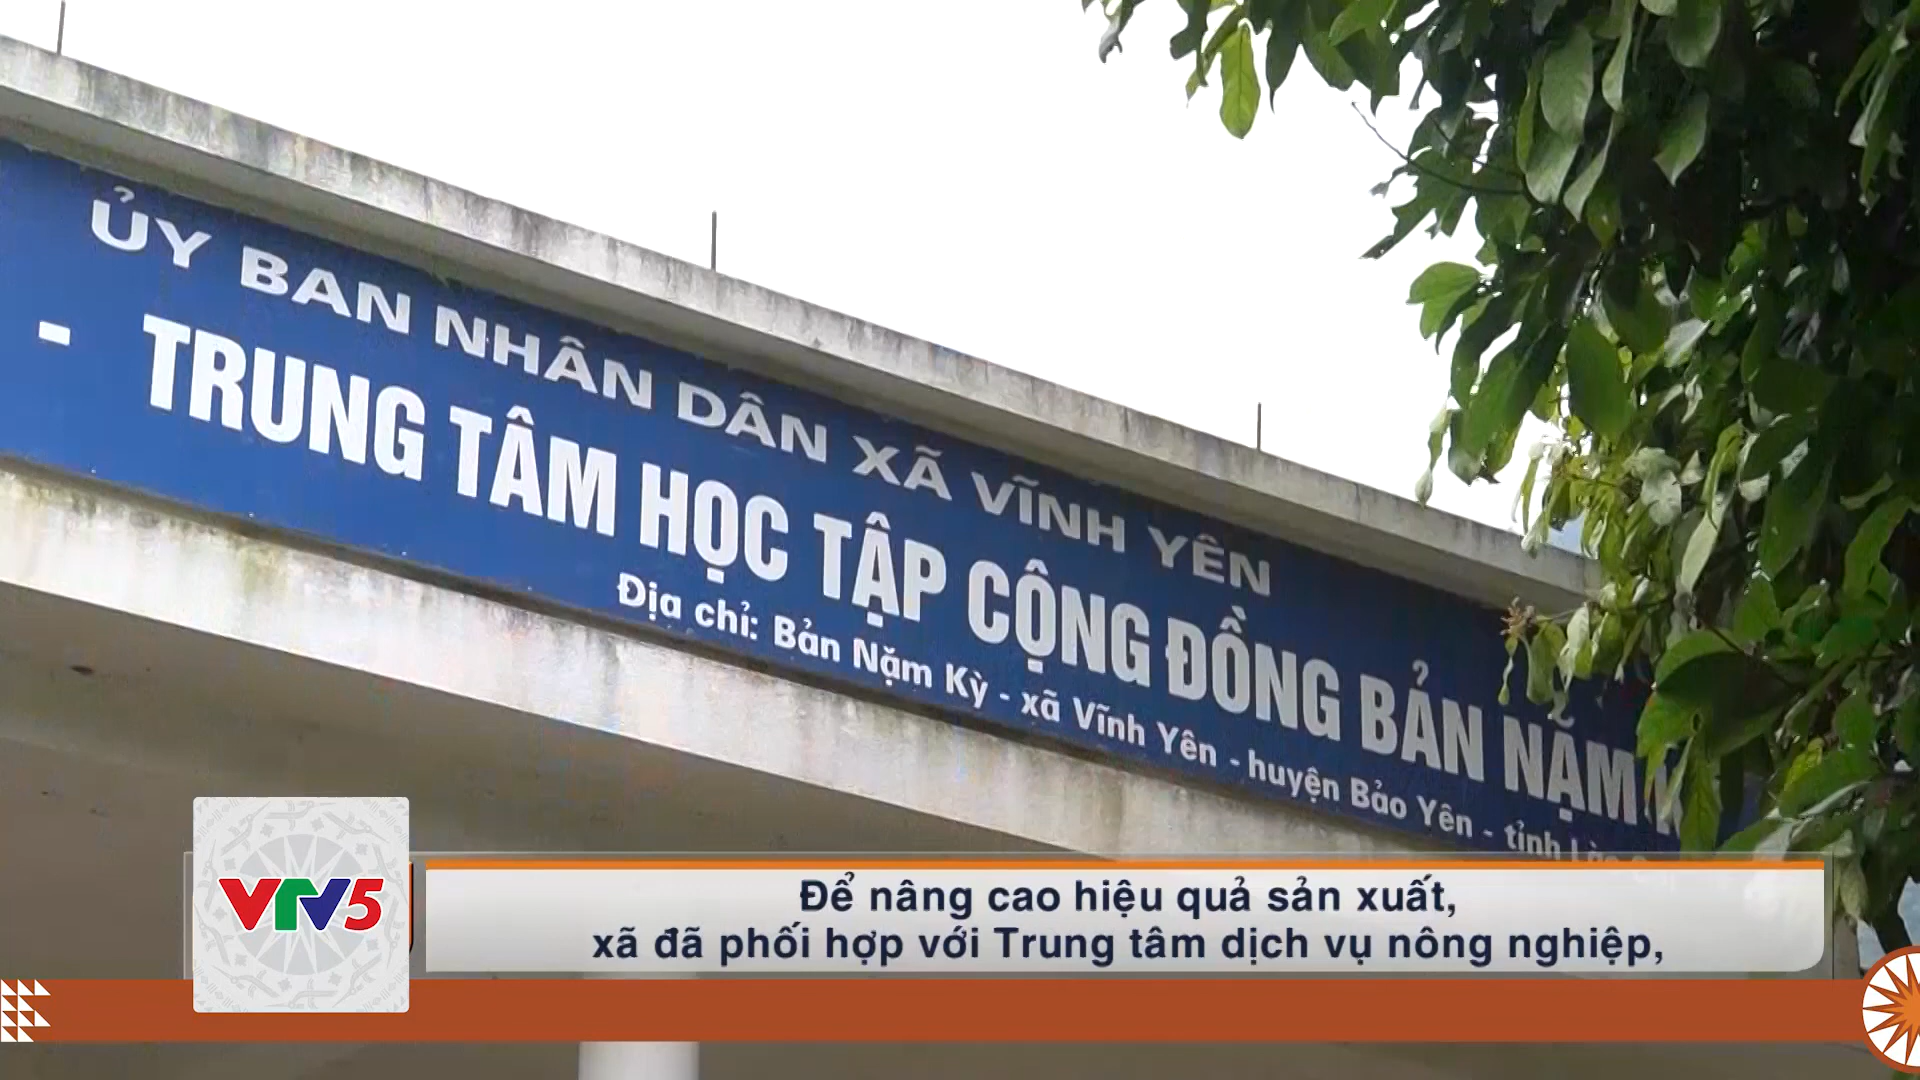 ỦY BAN NHÂN DÂN XÃ VĨNH YÊN
- TRUNG TÂM HỌC TẬP CỘNG ĐỒNG BẢN NẶM
Địa chỉ: Bản Nặm Kỳ - xã Vĩnh Yên - huyện Bảo Yên - tỉnh Lào
VTV5
Để nâng cao hiệu quả sản xuất,
xã đã phối hợp với Trung tâm dịch vụ nông nghiệp,